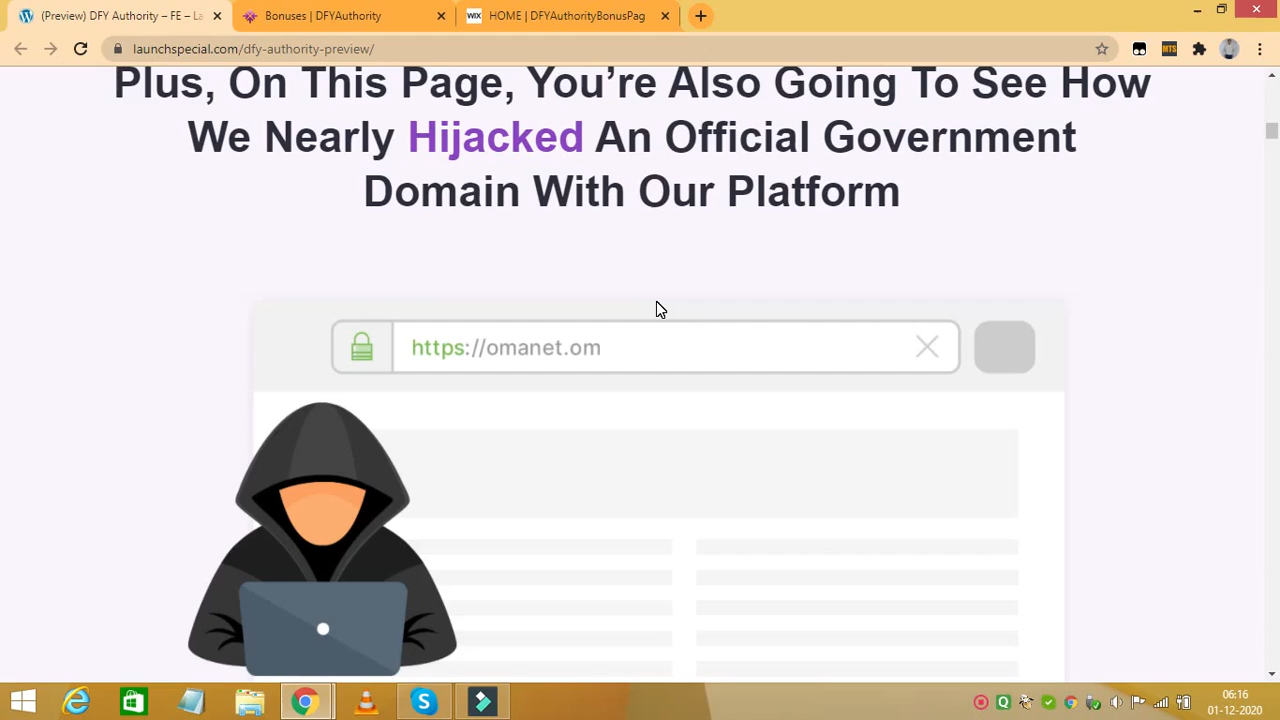 (Preview) DFY Authority – FE – La
Bonuses | DFYAuthority
WIX HOME | DFYAuthorityBonusPag
launchspecial.com/dfy-authority-preview/
MTS
Plus, On This Page, You’re Also Going To See How
We Nearly Hijacked An Official Government
Domain With Our Platform
https://omanet.om
06:16
01-12-2020